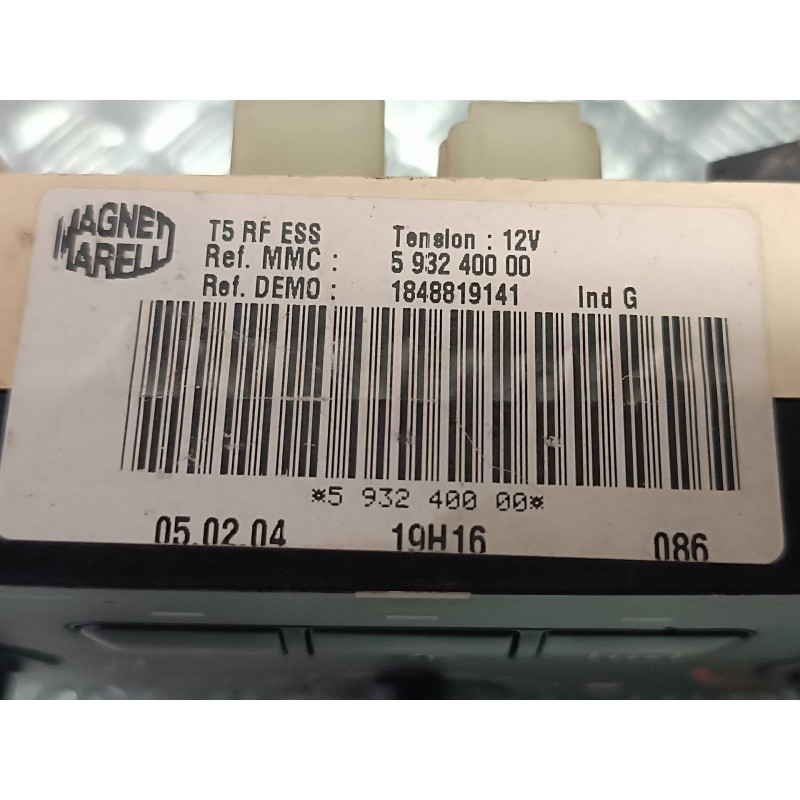 MAGNETI
MARELLI
T5 RF ESS Tension : 12V
Ref. MMC : 5 932 400 00
Ref. DEMO : 1848819141 Ind G
*5 932 400 00*
05.02.04 19H16 086